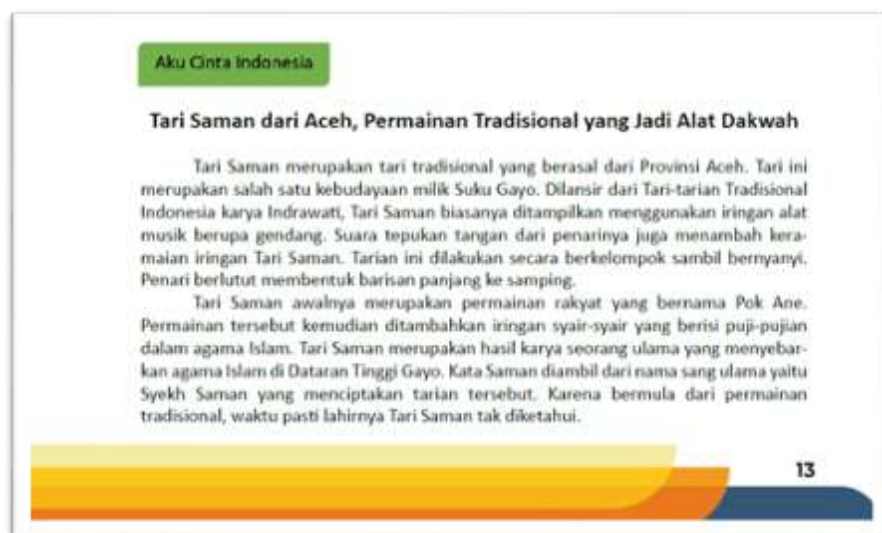 Aku Cinta Indonesia
Tari Saman dari Aceh, Permainan Tradisional yang Jadi Alat Dakwah
Tari Saman merupakan tari tradisional yang berasal dari Provinsi Aceh. Tari ini
merupakan salah satu kebudayaan milik Suku Gayo. Dilansir dari Tari-tarian Tradisional
Indonesia karya Indrawati, Tari Saman biasanya ditampilkan menggunakan iringan alat
musik berupa gendang. Suara tepukan tangan dari penarinya juga menambah kera-
maian iringan Tari Saman. Tarian ini dilakukan secara berkelompok sambil bernyanyi.
Penari berlutut membentuk barisan panjang ke samping.
Tari Saman awalnya merupakan permainan rakyat yang bernama Pok Ane.
Permainan tersebut kemudian ditambahkan iringan syair-syair yang berisi puji-pujian
dalam agama Islam. Tari Saman merupakan hasil karya seorang ulama yang menyebar-
kan agama Islam di Dataran Tinggi Gayo. Kata Saman diambil dari nama sang ulama yaitu
Syekh Saman yang menciptakan tarian tersebut. Karena bermula dari permainan
tradisional, waktu pasti lahirnya Tari Saman tak diketahui.
13